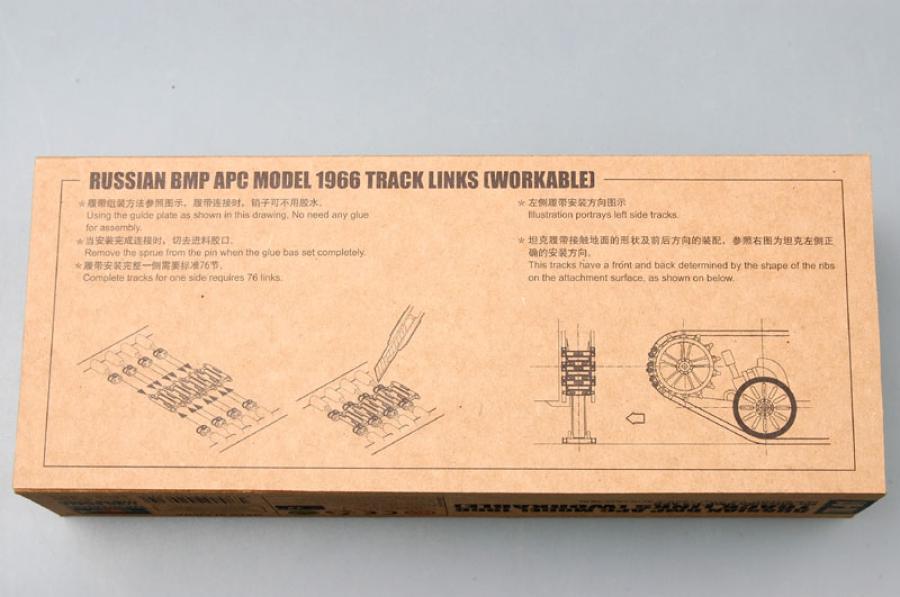 RUSSIAN BMP APC MODEL 1966 TRACK LINKS (WORKABLE)
★履带组装方法参照图示，履带连接时，销子可不用胶水.
Using the guide plate as shown in this drawing. No need any glue
for assembly.
★当安装完成连接时，切去进料胶口.
Remove the sprue from the pin when the glue bas set completely.
★履带安装完整一侧需要标准76节.
Complete tracks for one side requires 76 links.
★左侧履带安装方向图示
Illustration portrays left side tracks.
★坦克履带接触地面的形状及前后方向的装配，参照右图为坦克左侧正
确的安装方向.
This tracks have a front and back determined by the shape of the ribs
on the attachment surface, as shown on below.